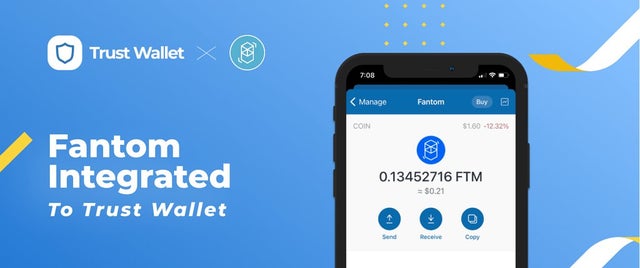 Trust Wallet
Fantom
Integrated
To Trust Wallet
7:08
Manage
Fantom
Buy
COIN
$1.60 -12.32%
0.13452716 FTM
≈ $0.21
Send
Receive
Copy